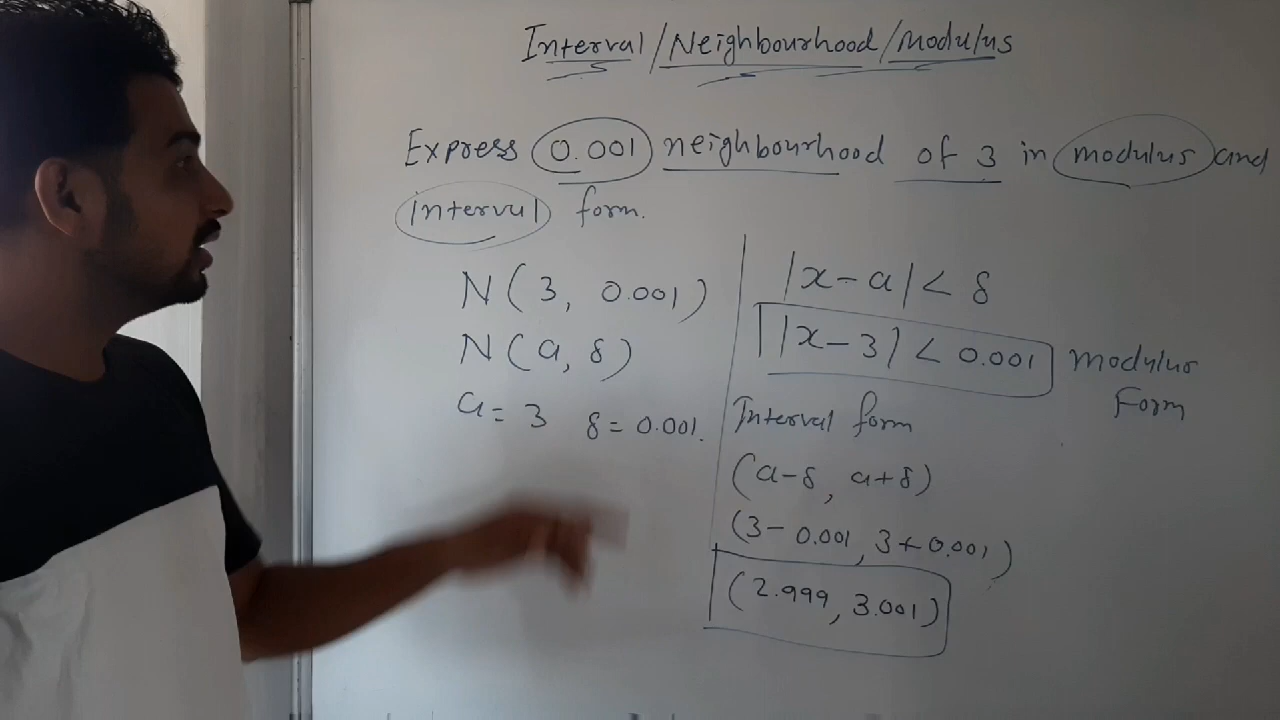 Interval/Neighbourhood/Modulus
Express 0.001 neighbourhood of 3 in modulus and
interval form.
N(3, 0.001)
N(a, δ)
a = 3 δ = 0.001.
|x-a| < δ
|x-3| < 0.001
Modulus
Form
Interval form
(a-δ, a+δ)
(3-0.001, 3+0.001)
(2.999, 3.001)